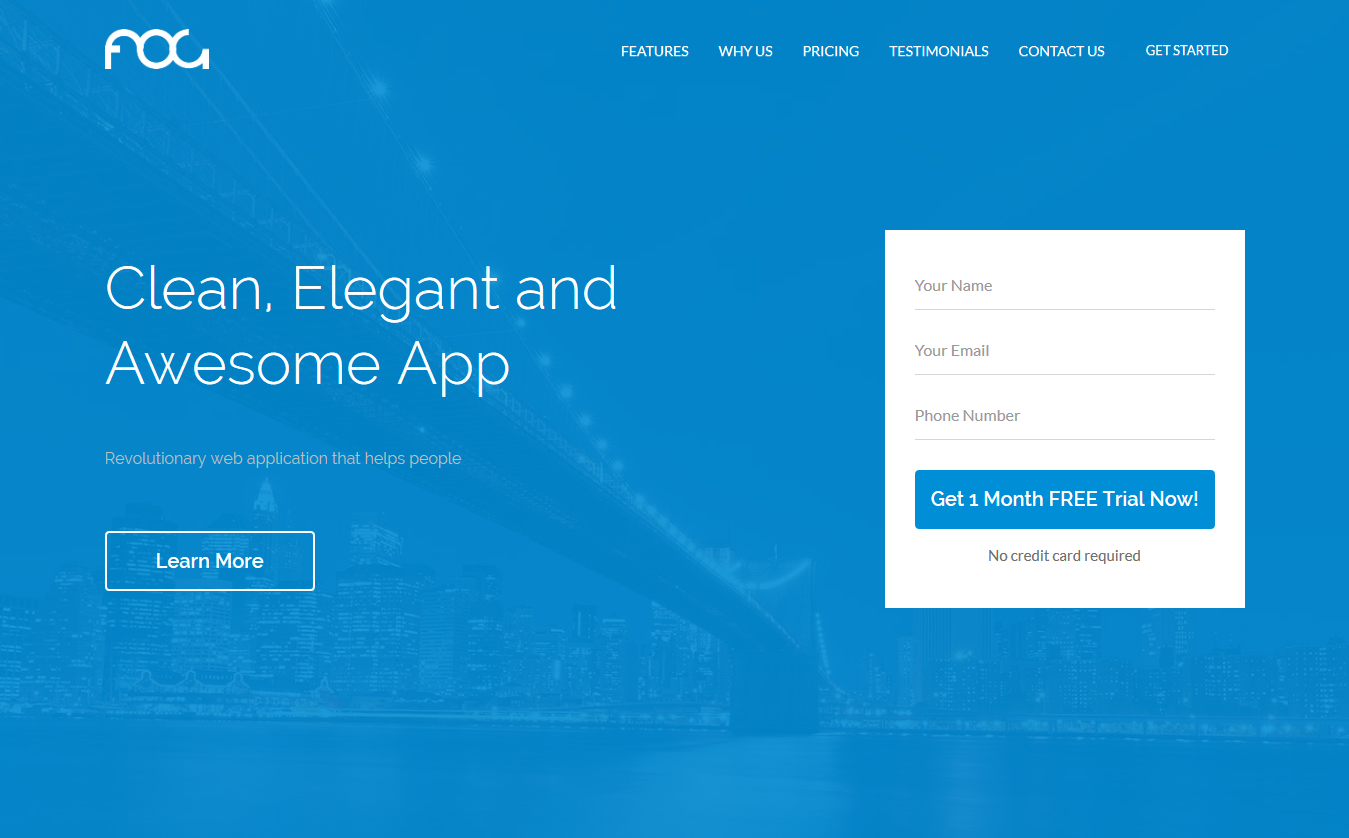 FOG
FEATURES WHY US PRICING TESTIMONIALS CONTACT US GET STARTED
Clean, Elegant and
Awesome App
Revolutionary web application that helps people
Learn More
Your Name
Your Email
Phone Number
Get 1 Month FREE Trial Now!
No credit card required